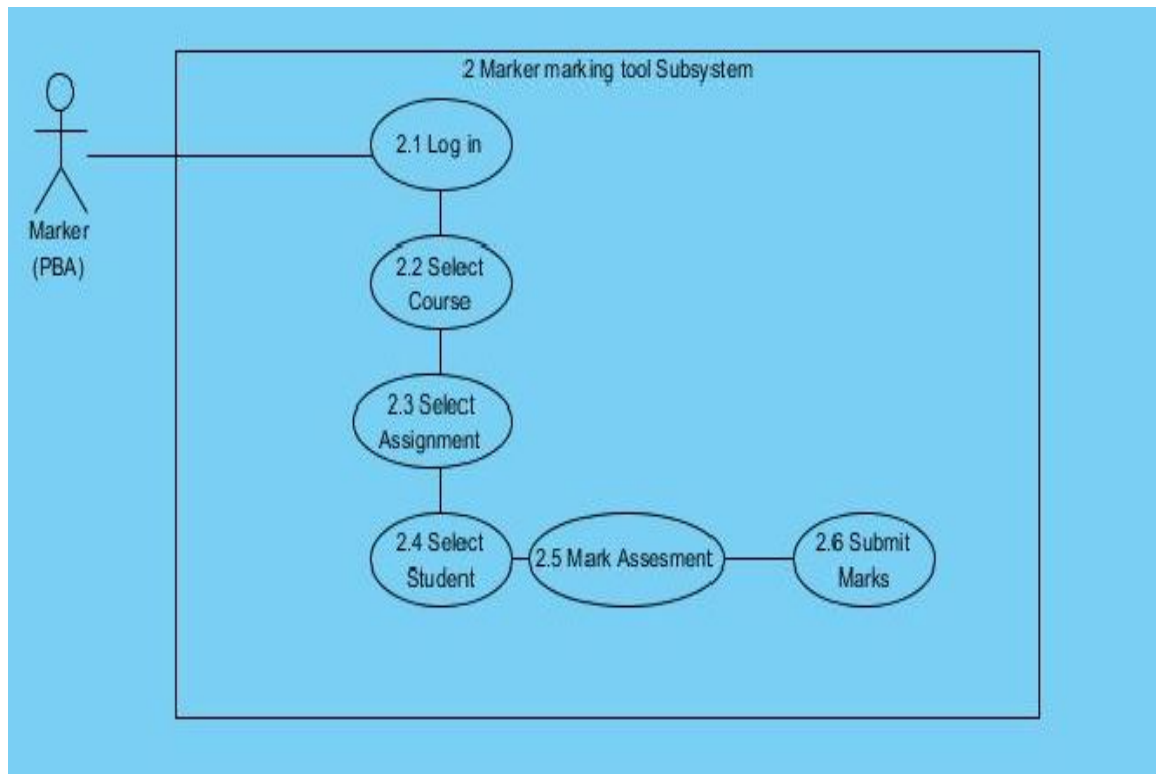 2 Marker marking tool Subsystem
2.1 Log in
Marker
(PBA)
2.2 Select
Course
2.3 Select
Assignment
2.4 Select
Student
2.5 Mark Assesment
2.6 Submit
Marks